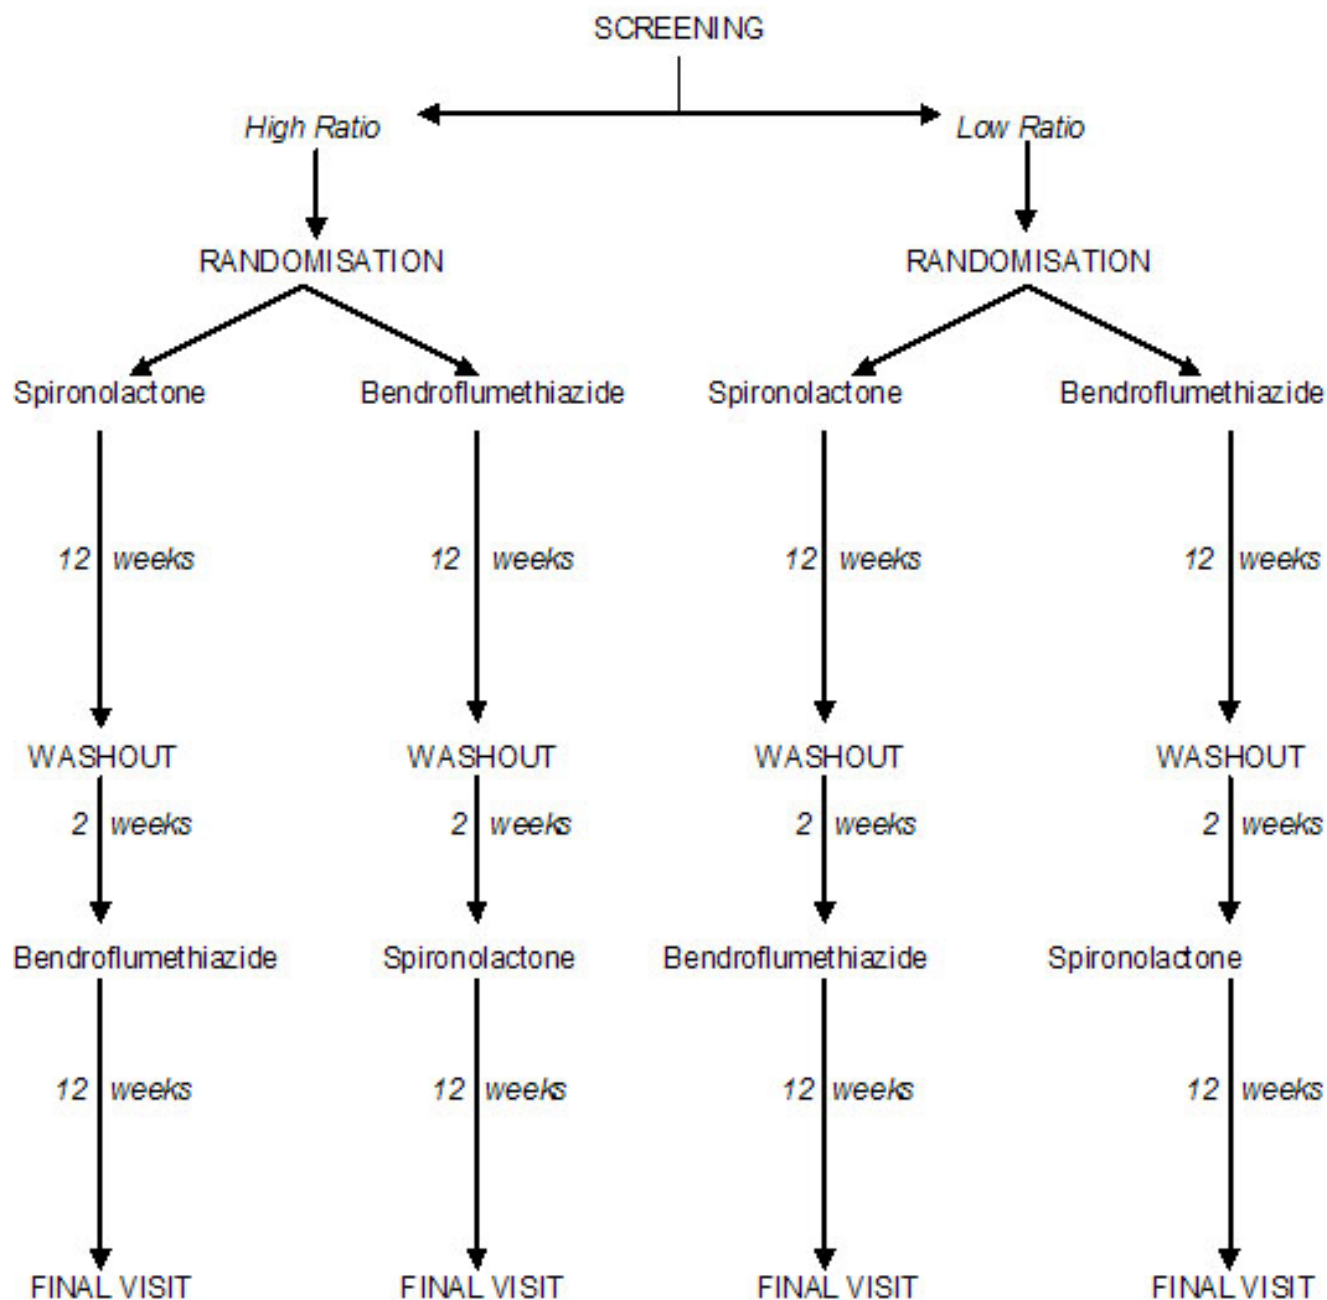 SCREENING
High Ratio Low Ratio
RANDOMISATION RANDOMISATION
Spironolactone Bendroflumethiazide Spironolactone Bendroflumethiazide
12 weeks 12 weeks 12 weeks 12 weeks
WASHOUT WASHOUT WASHOUT WASHOUT
2 weeks 2 weeks 2 weeks 2 weeks
Bendroflumethiazide Spironolactone Bendroflumethiazide Spironolactone
12 weeks 12 weeks 12 weeks 12 weeks
FINAL VISIT FINAL VISIT FINAL VISIT FINAL VISIT